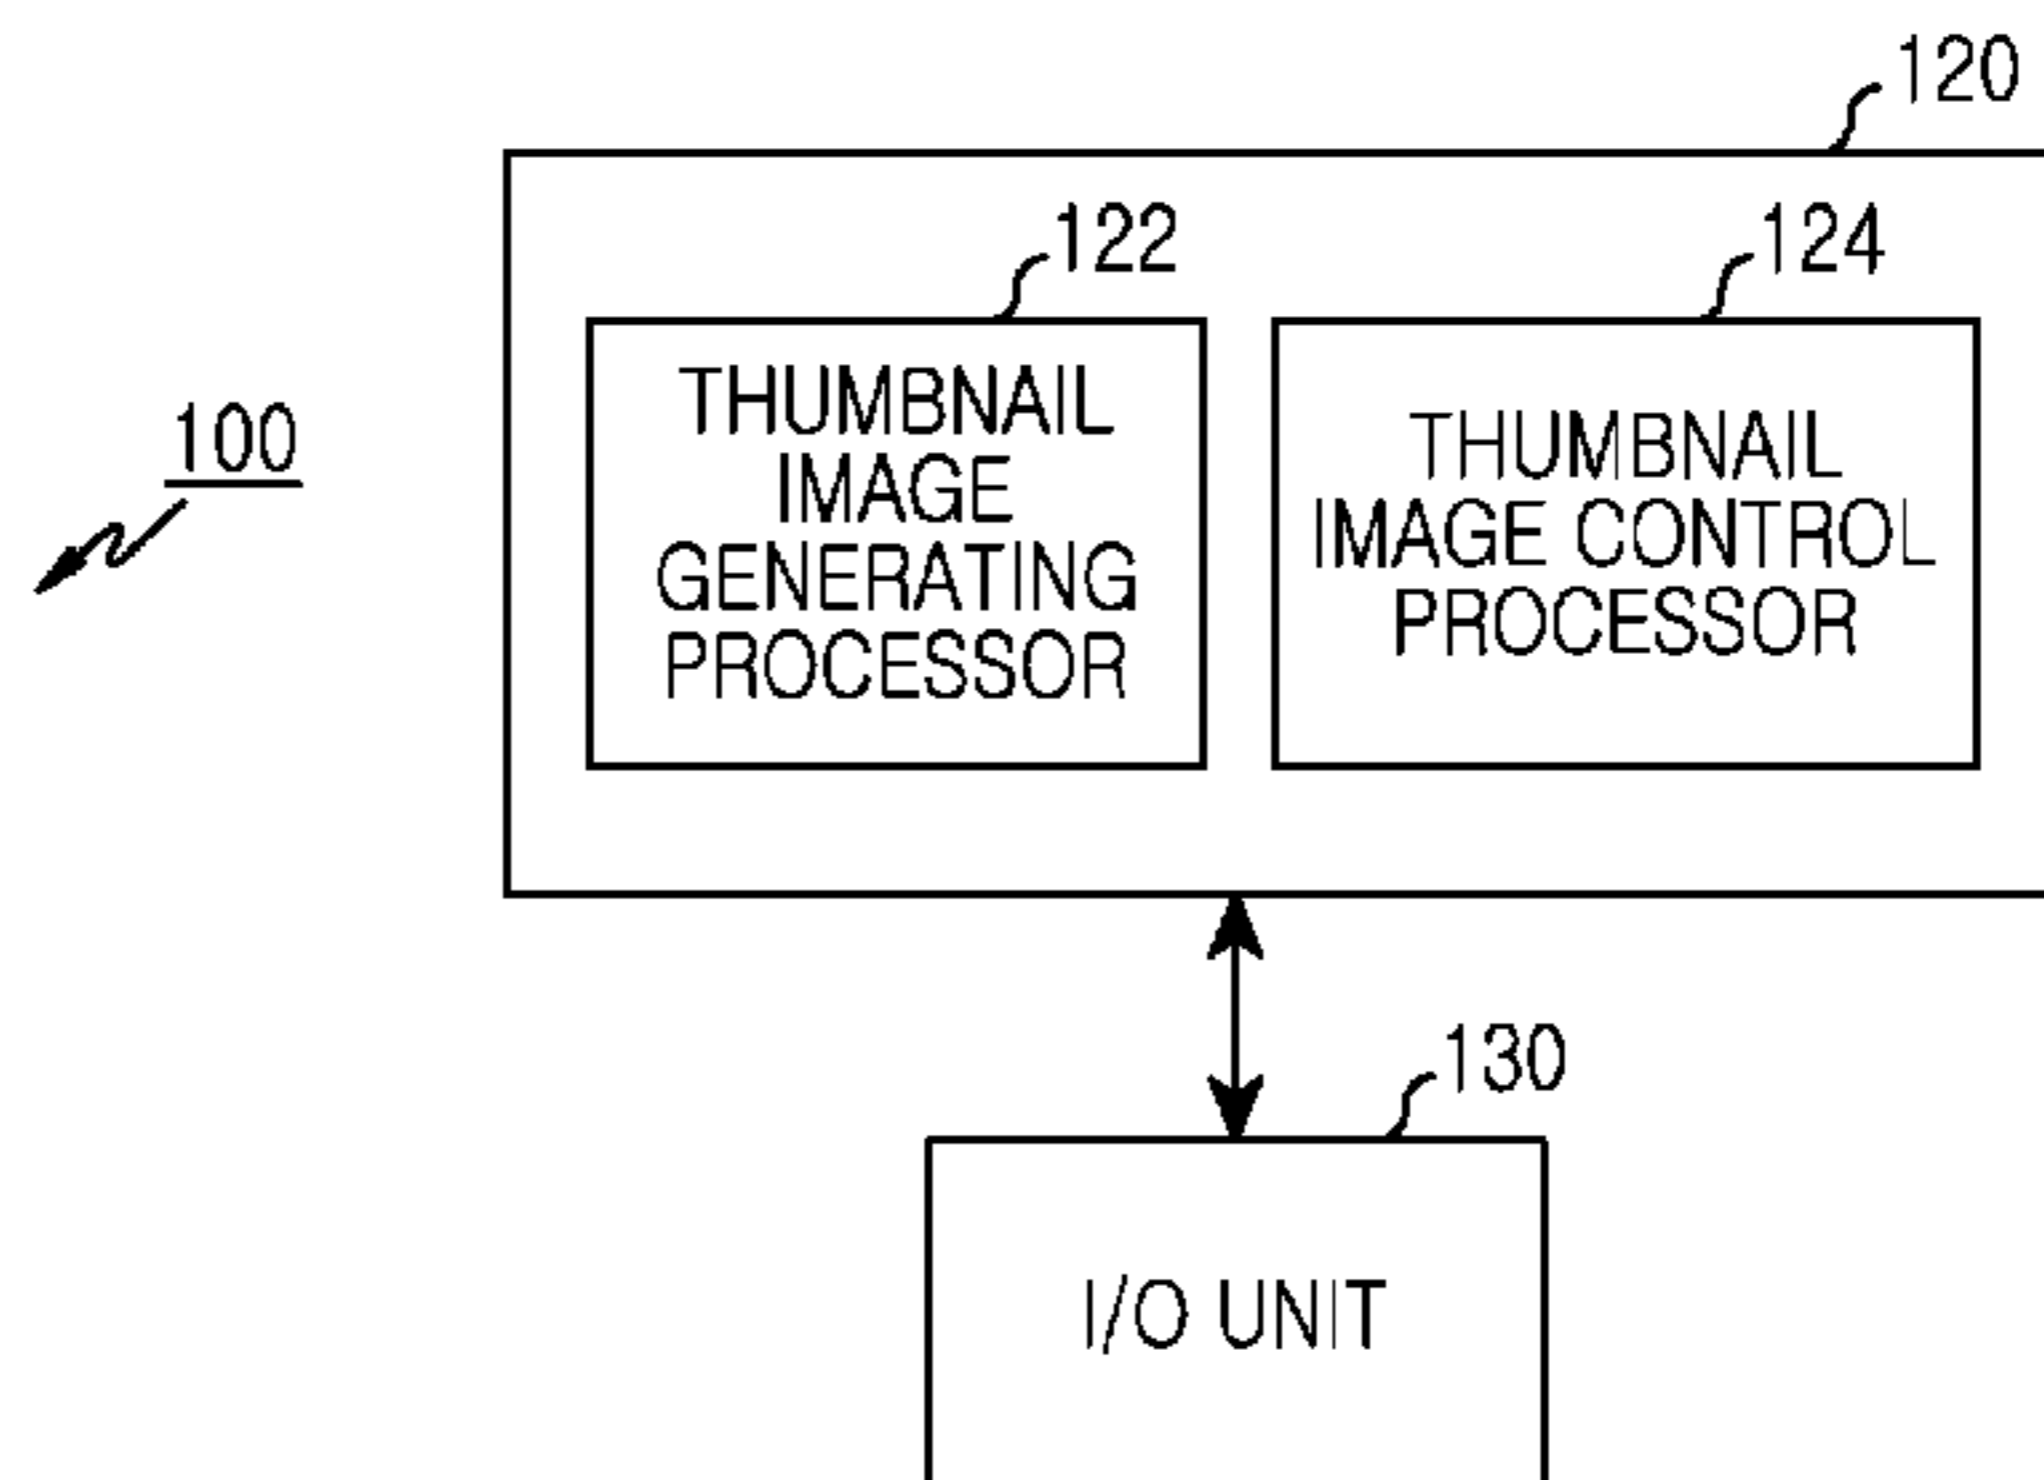 120
122
124
100
THUMBNAIL
IMAGE
GENERATING
PROCESSOR
THUMBNAIL
IMAGE CONTROL
PROCESSOR
130
I/O UNIT